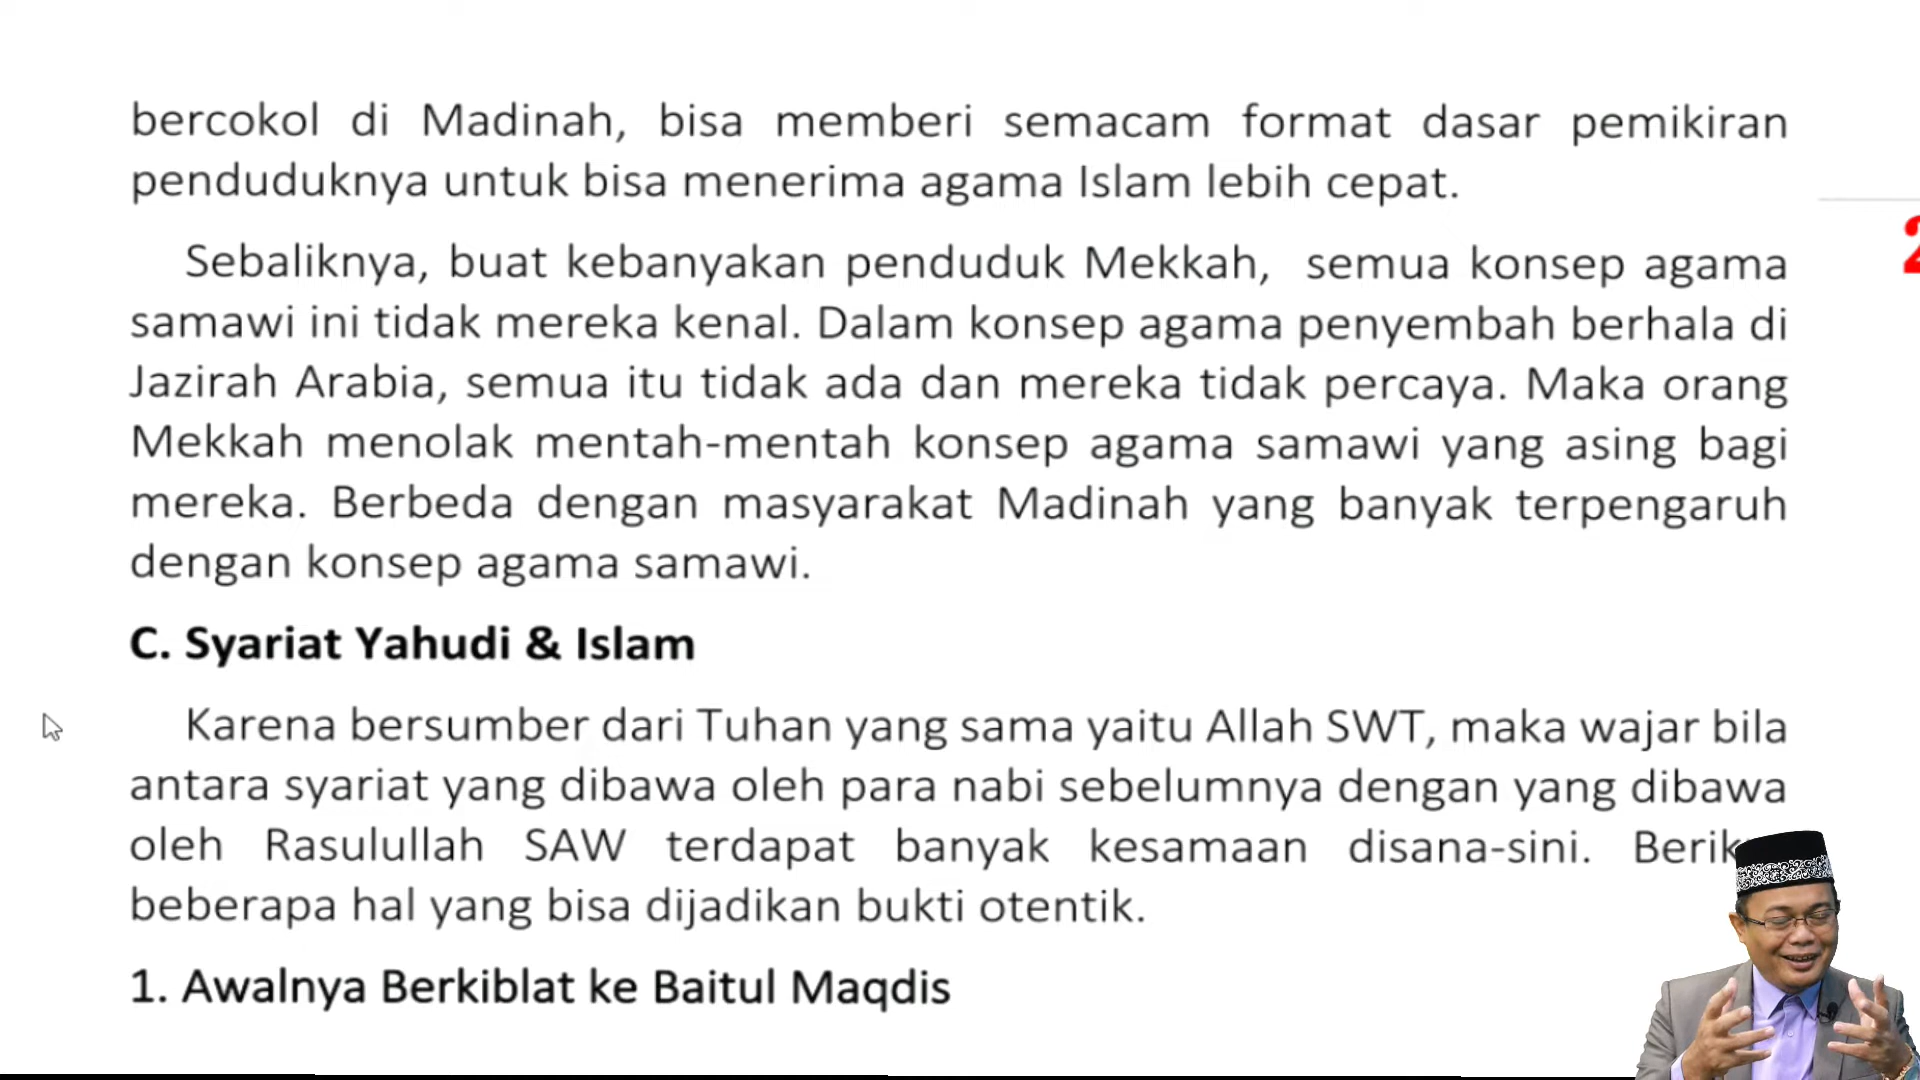 bercokol di Madinah, bisa memberi semacam format dasar pemikiran
penduduknya untuk bisa menerima agama Islam lebih cepat.
Sebaliknya, buat kebanyakan penduduk Mekkah, semua konsep agama
samawi ini tidak mereka kenal. Dalam konsep agama penyembah berhala di
Jazirah Arabia, semua itu tidak ada dan mereka tidak percaya. Maka orang
Mekkah menolak mentah-mentah konsep agama samawi yang asing bagi
mereka. Berbeda dengan masyarakat Madinah yang banyak terpengaruh
dengan konsep agama samawi.
C. Syariat Yahudi & Islam
Karena bersumber dari Tuhan yang sama yaitu Allah SWT, maka wajar bila
antara syariat yang dibawa oleh para nabi sebelumnya dengan yang dibawa
oleh Rasulullah SAW terdapat banyak kesamaan disana-sini.
beberapa hal yang bisa dijadikan bukti otentik.
1. Awalnya Berkiblat ke Baitul Maqdis